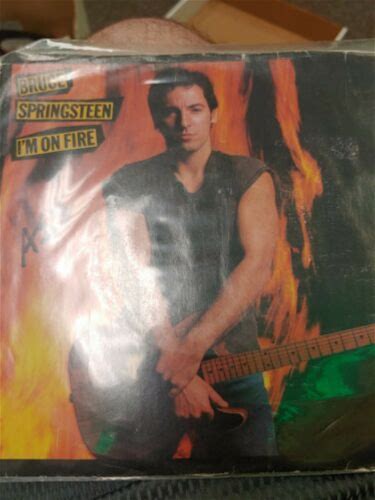 BRUCE
SPRINGSTEEN
I'M ON FIRE